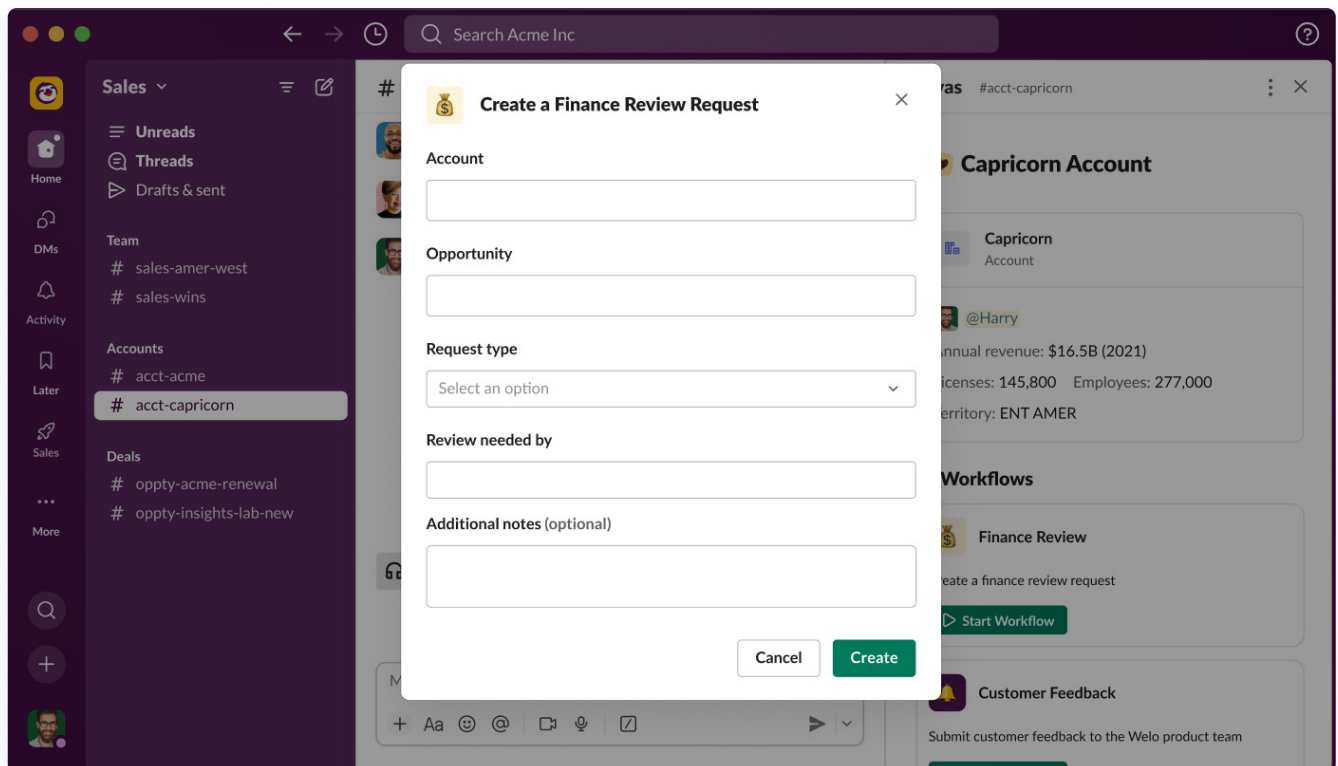 Search Acme Inc
Home
DMs
Activity
Later
Sales
More
Sales
Unreads
Threads
Drafts & sent
Team
# sales-amer-west
# sales-wins
Accounts
# acct-acme
# acct-capricorn
Deals
# oppty-acme-renewal
# oppty-insights-lab-new
#
Create a Finance Review Request
Account
Opportunity
Request type
Select an option
Review needed by
Additional notes (optional)
Cancel
Create
Aa
#acct-capricorn
Capricorn Account
Capricorn
Account
@Harry
revenue: $16.5B (2021)
145,800 Employees: 277,000
ENT AMER
Workflows
Finance Review
a finance review request
Start Workflow
Customer Feedback
Submit customer feedback to the Welo product team